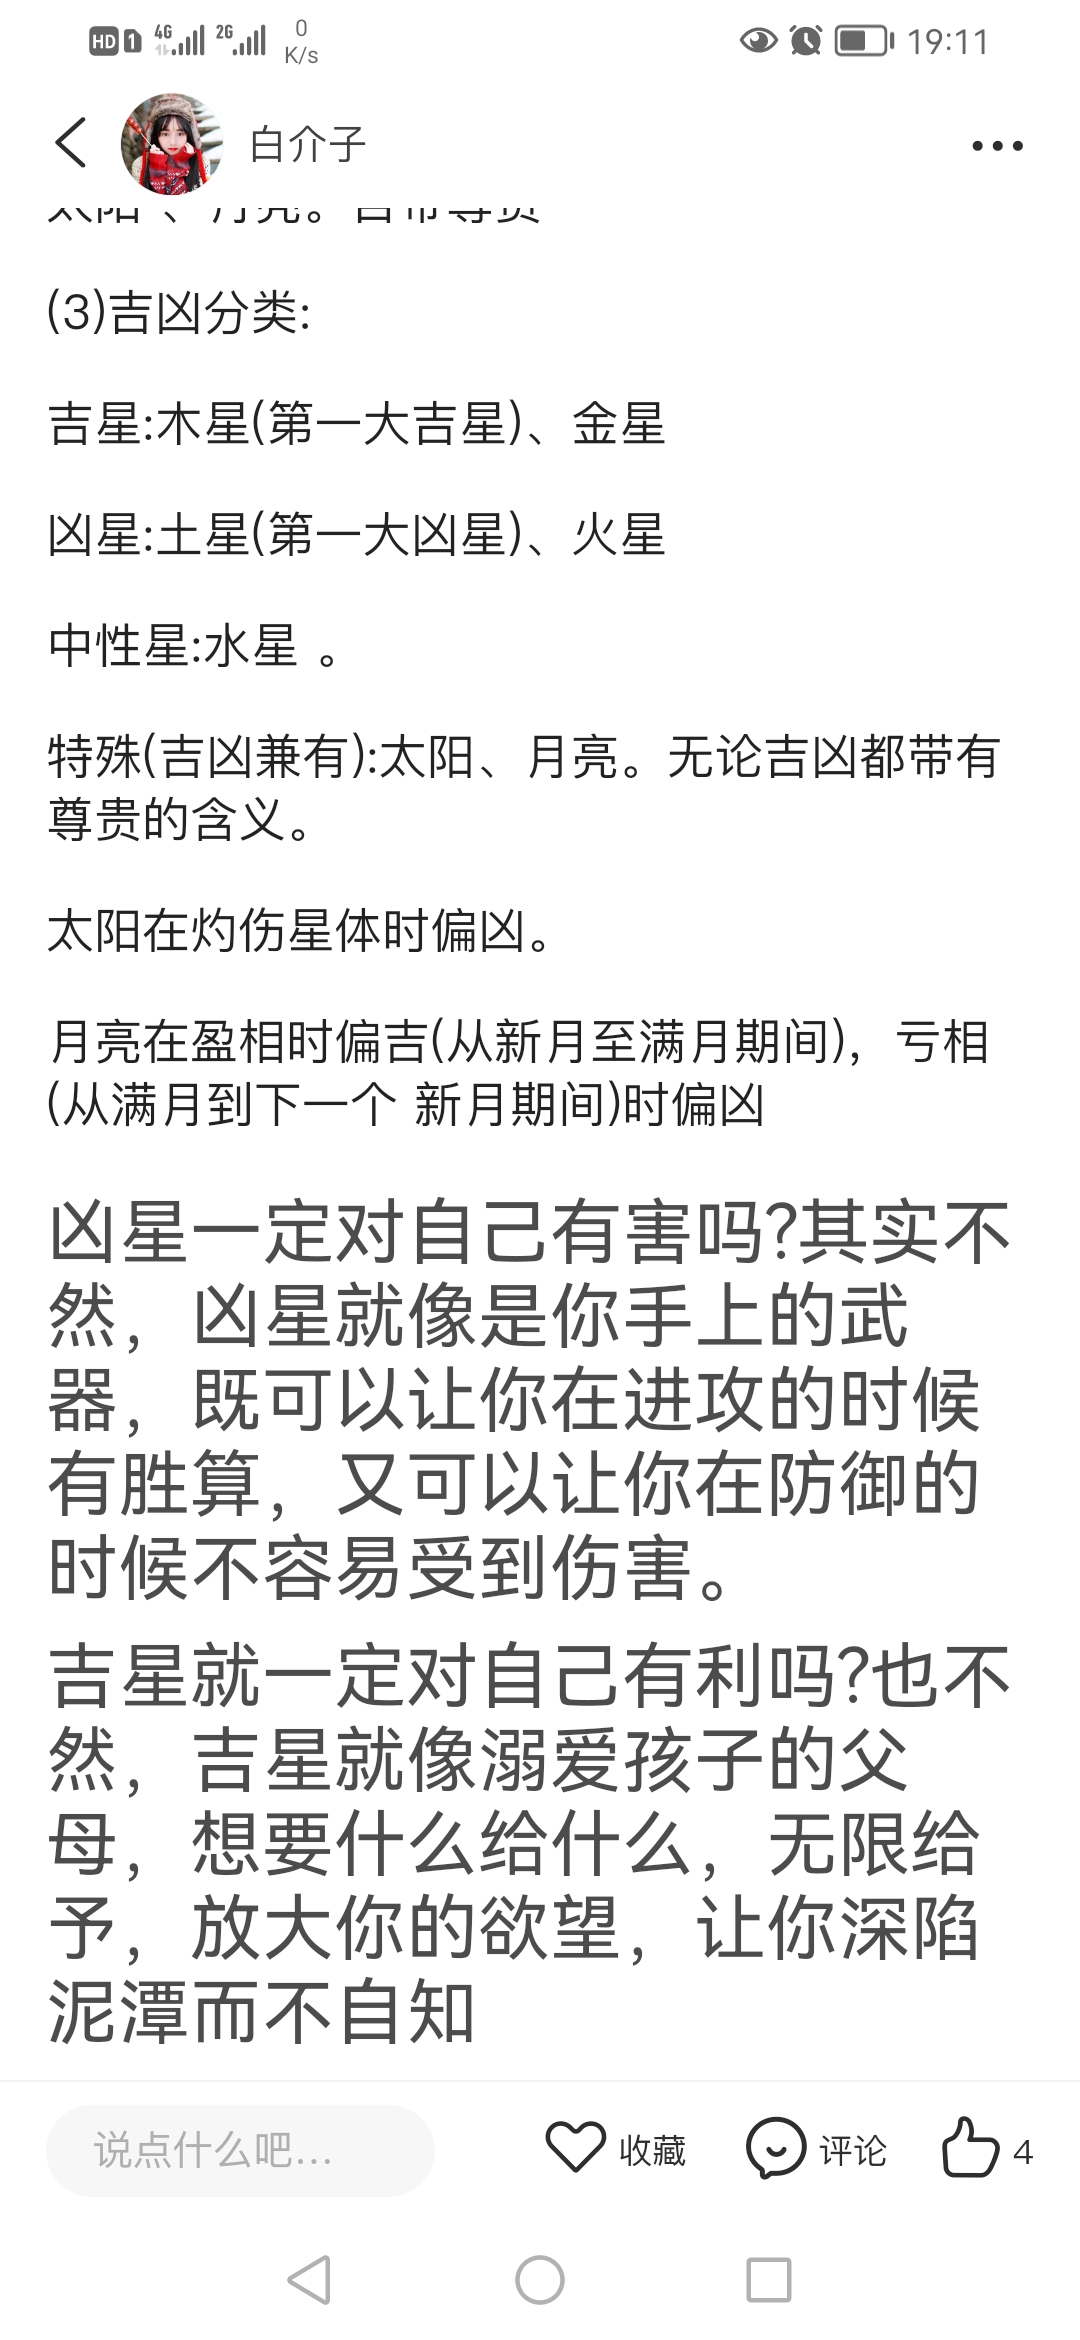 HD 1 4G 2G 0 K/s 19:11
白介子
太阳、月亮。自带尊贵
(3)吉凶分类:
吉星:木星(第一大吉星)、金星
凶星:土星(第一大凶星)、火星
中性星:水星 。
特殊(吉凶兼有):太阳、月亮。无论吉凶都带有
尊贵的含义。
太阳在灼伤星体时偏凶。
月亮在盈相时偏吉(从新月至满月期间)，亏相
(从满月到下一个 新月期间)时偏凶
凶星一定对自己有害吗?其实不
然，凶星就像是你手上的武
器，既可以让你在进攻的时候
有胜算，又可以让你在防御的
时候不容易受到伤害。
吉星就一定对自己有利吗?也不
然，吉星就像溺爱孩子的父
母，想要什么给什么，无限给
予，放大你的欲望，让你深陷
泥潭而不自知
说点什么吧...
收藏
评论
4